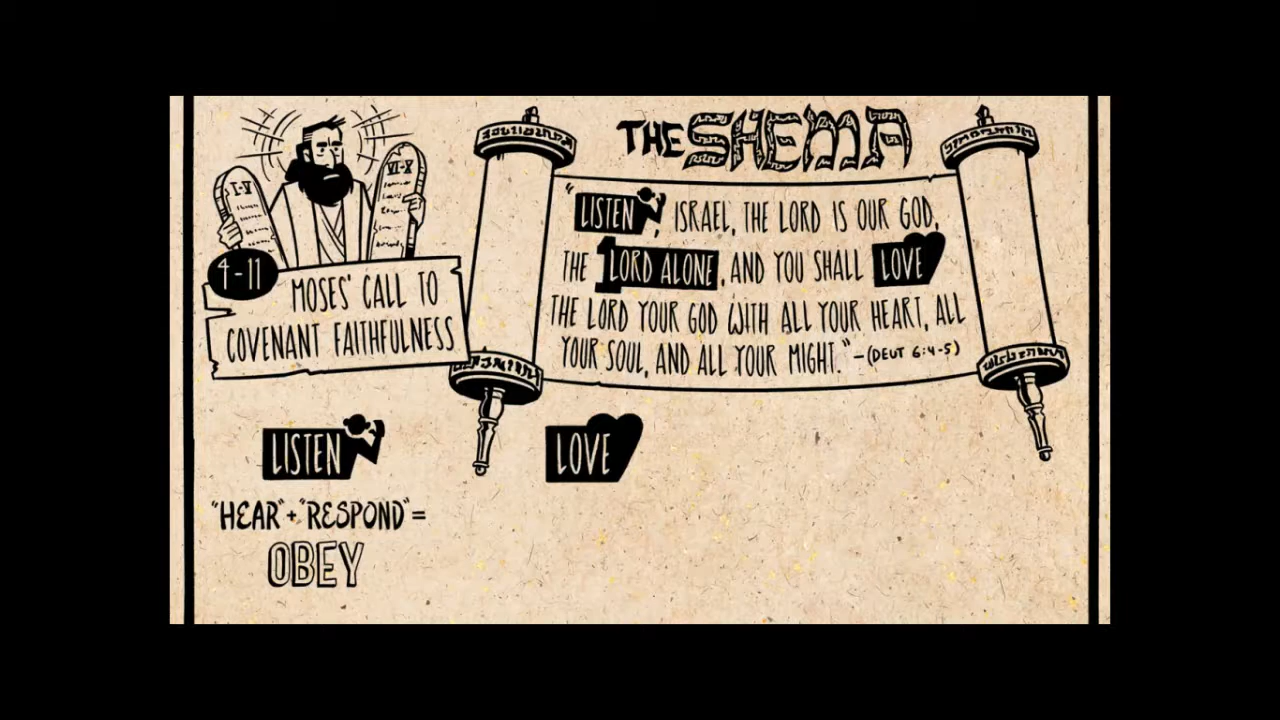 THE SHEMA
I-V
VI-X
4-11
MOSES' CALL TO
COVENANT FAITHFULNESS
"LISTEN, ISRAEL, THE LORD IS OUR GOD,
THE 1 LORD ALONE, AND YOU SHALL LOVE
THE LORD YOUR GOD WITH ALL YOUR HEART, ALL
YOUR SOUL, AND ALL YOUR MIGHT." - (DEUT 6:4-5)
LISTEN
"HEAR" + "RESPOND" =
OBEY
LOVE